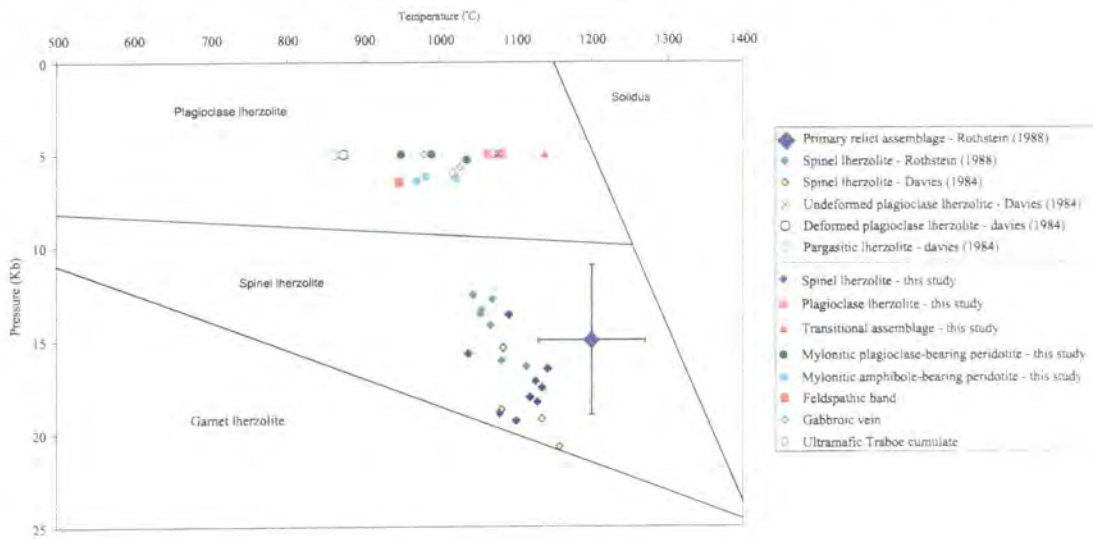 Temperature (°C)
500 600 700 800 900 1000 1100 1200 1300 1400
0
5
10
15
20
25
Pressure (Kb)
Plagioclase lherzolite
Solidus
Spinel lherzolite
Garnet lherzolite
Primary relict assemblage - Rothstein (1988)
Spinel lherzolite - Rothstein (1988)
Spinel lherzolite - Davies (1984)
Undeformed plagioclase lherzolite - Davies (1984)
Deformed plagioclase lherzolite - davies (1984)
Pargasitic lherzolite - davies (1984)
Spinel lherzolite - this study
Plagioclase lherzolite - this study
Transitional assemblage - this study
Mylonitic plagioclase-bearing peridotite - this study
Mylonitic amphibole-bearing peridotite - this study
Feldspathic band
Gabbroic vein
Ultramafic Traboe cumulate